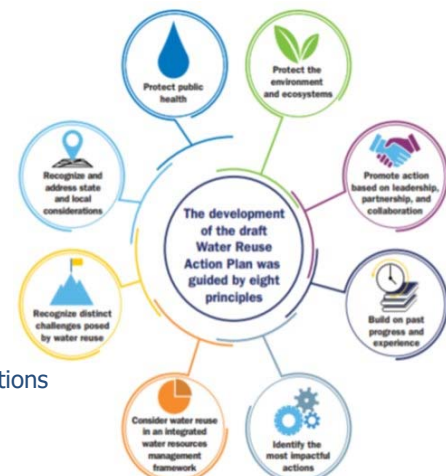 Protect public
health
Protect the
environment
and ecosystems
Recognize and
address state
and local
considerations
Promote action
based on leadership,
partnership, and
collaboration
The development
of the draft
Water Reuse
Action Plan was
guided by eight
principles
Recognize distinct
challenges posed
by water reuse
Build on past
progress and
experience
tions
Consider water reuse
in an integrated
water resources
management
framework
Identify the
most impactful
actions